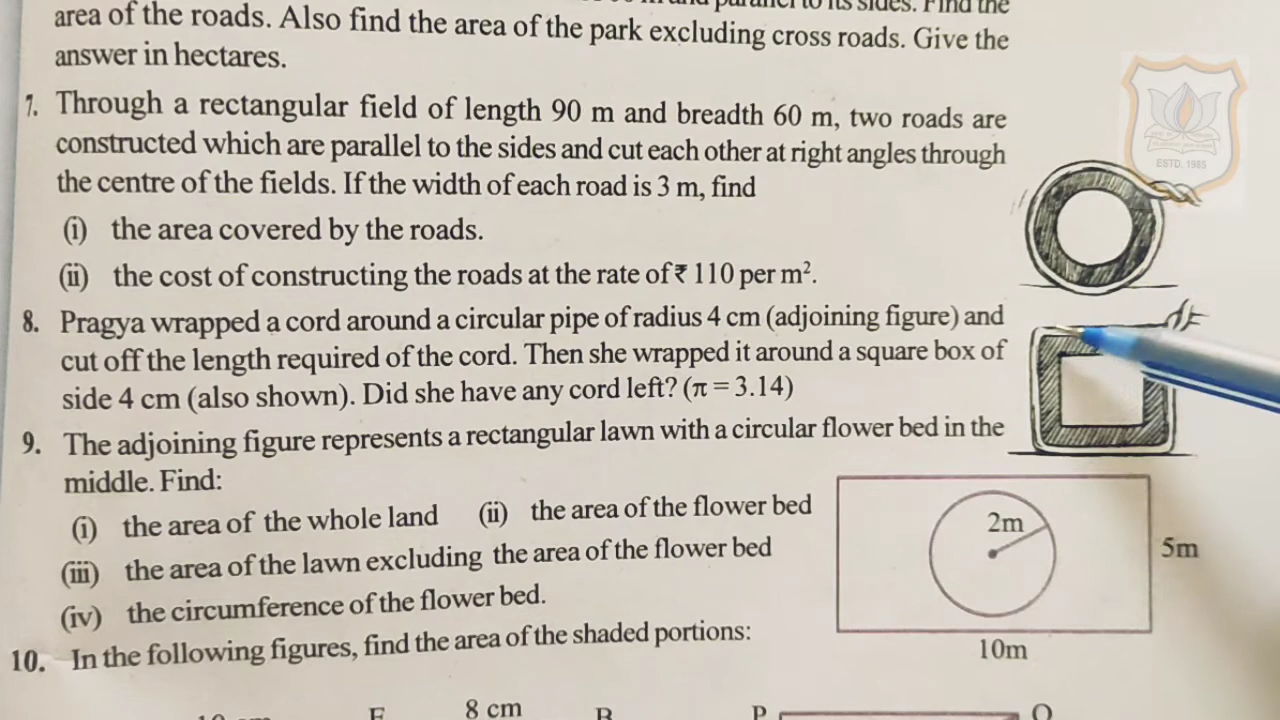 parallel to its sides. Find the
area of the roads. Also find the area of the park excluding cross roads. Give the
answer in hectares.
7. Through a rectangular field of length 90 m and breadth 60 m, two roads are
constructed which are parallel to the sides and cut each other at right angles through
the centre of the fields. If the width of each road is 3 m, find
(i) the area covered by the roads.
(ii) the cost of constructing the roads at the rate of ₹ 110 per m².
8. Pragya wrapped a cord around a circular pipe of radius 4 cm (adjoining figure) and
cut off the length required of the cord. Then she wrapped it around a square box of
side 4 cm (also shown). Did she have any cord left? (π = 3.14)
9. The adjoining figure represents a rectangular lawn with a circular flower bed in the
middle. Find:
(i) the area of the whole land (ii) the area of the flower bed
(iii) the area of the lawn excluding the area of the flower bed
(iv) the circumference of the flower bed.
10. In the following figures, find the area of the shaded portions:
ESTD. 1985
2m
5m
10m
8 cm
P